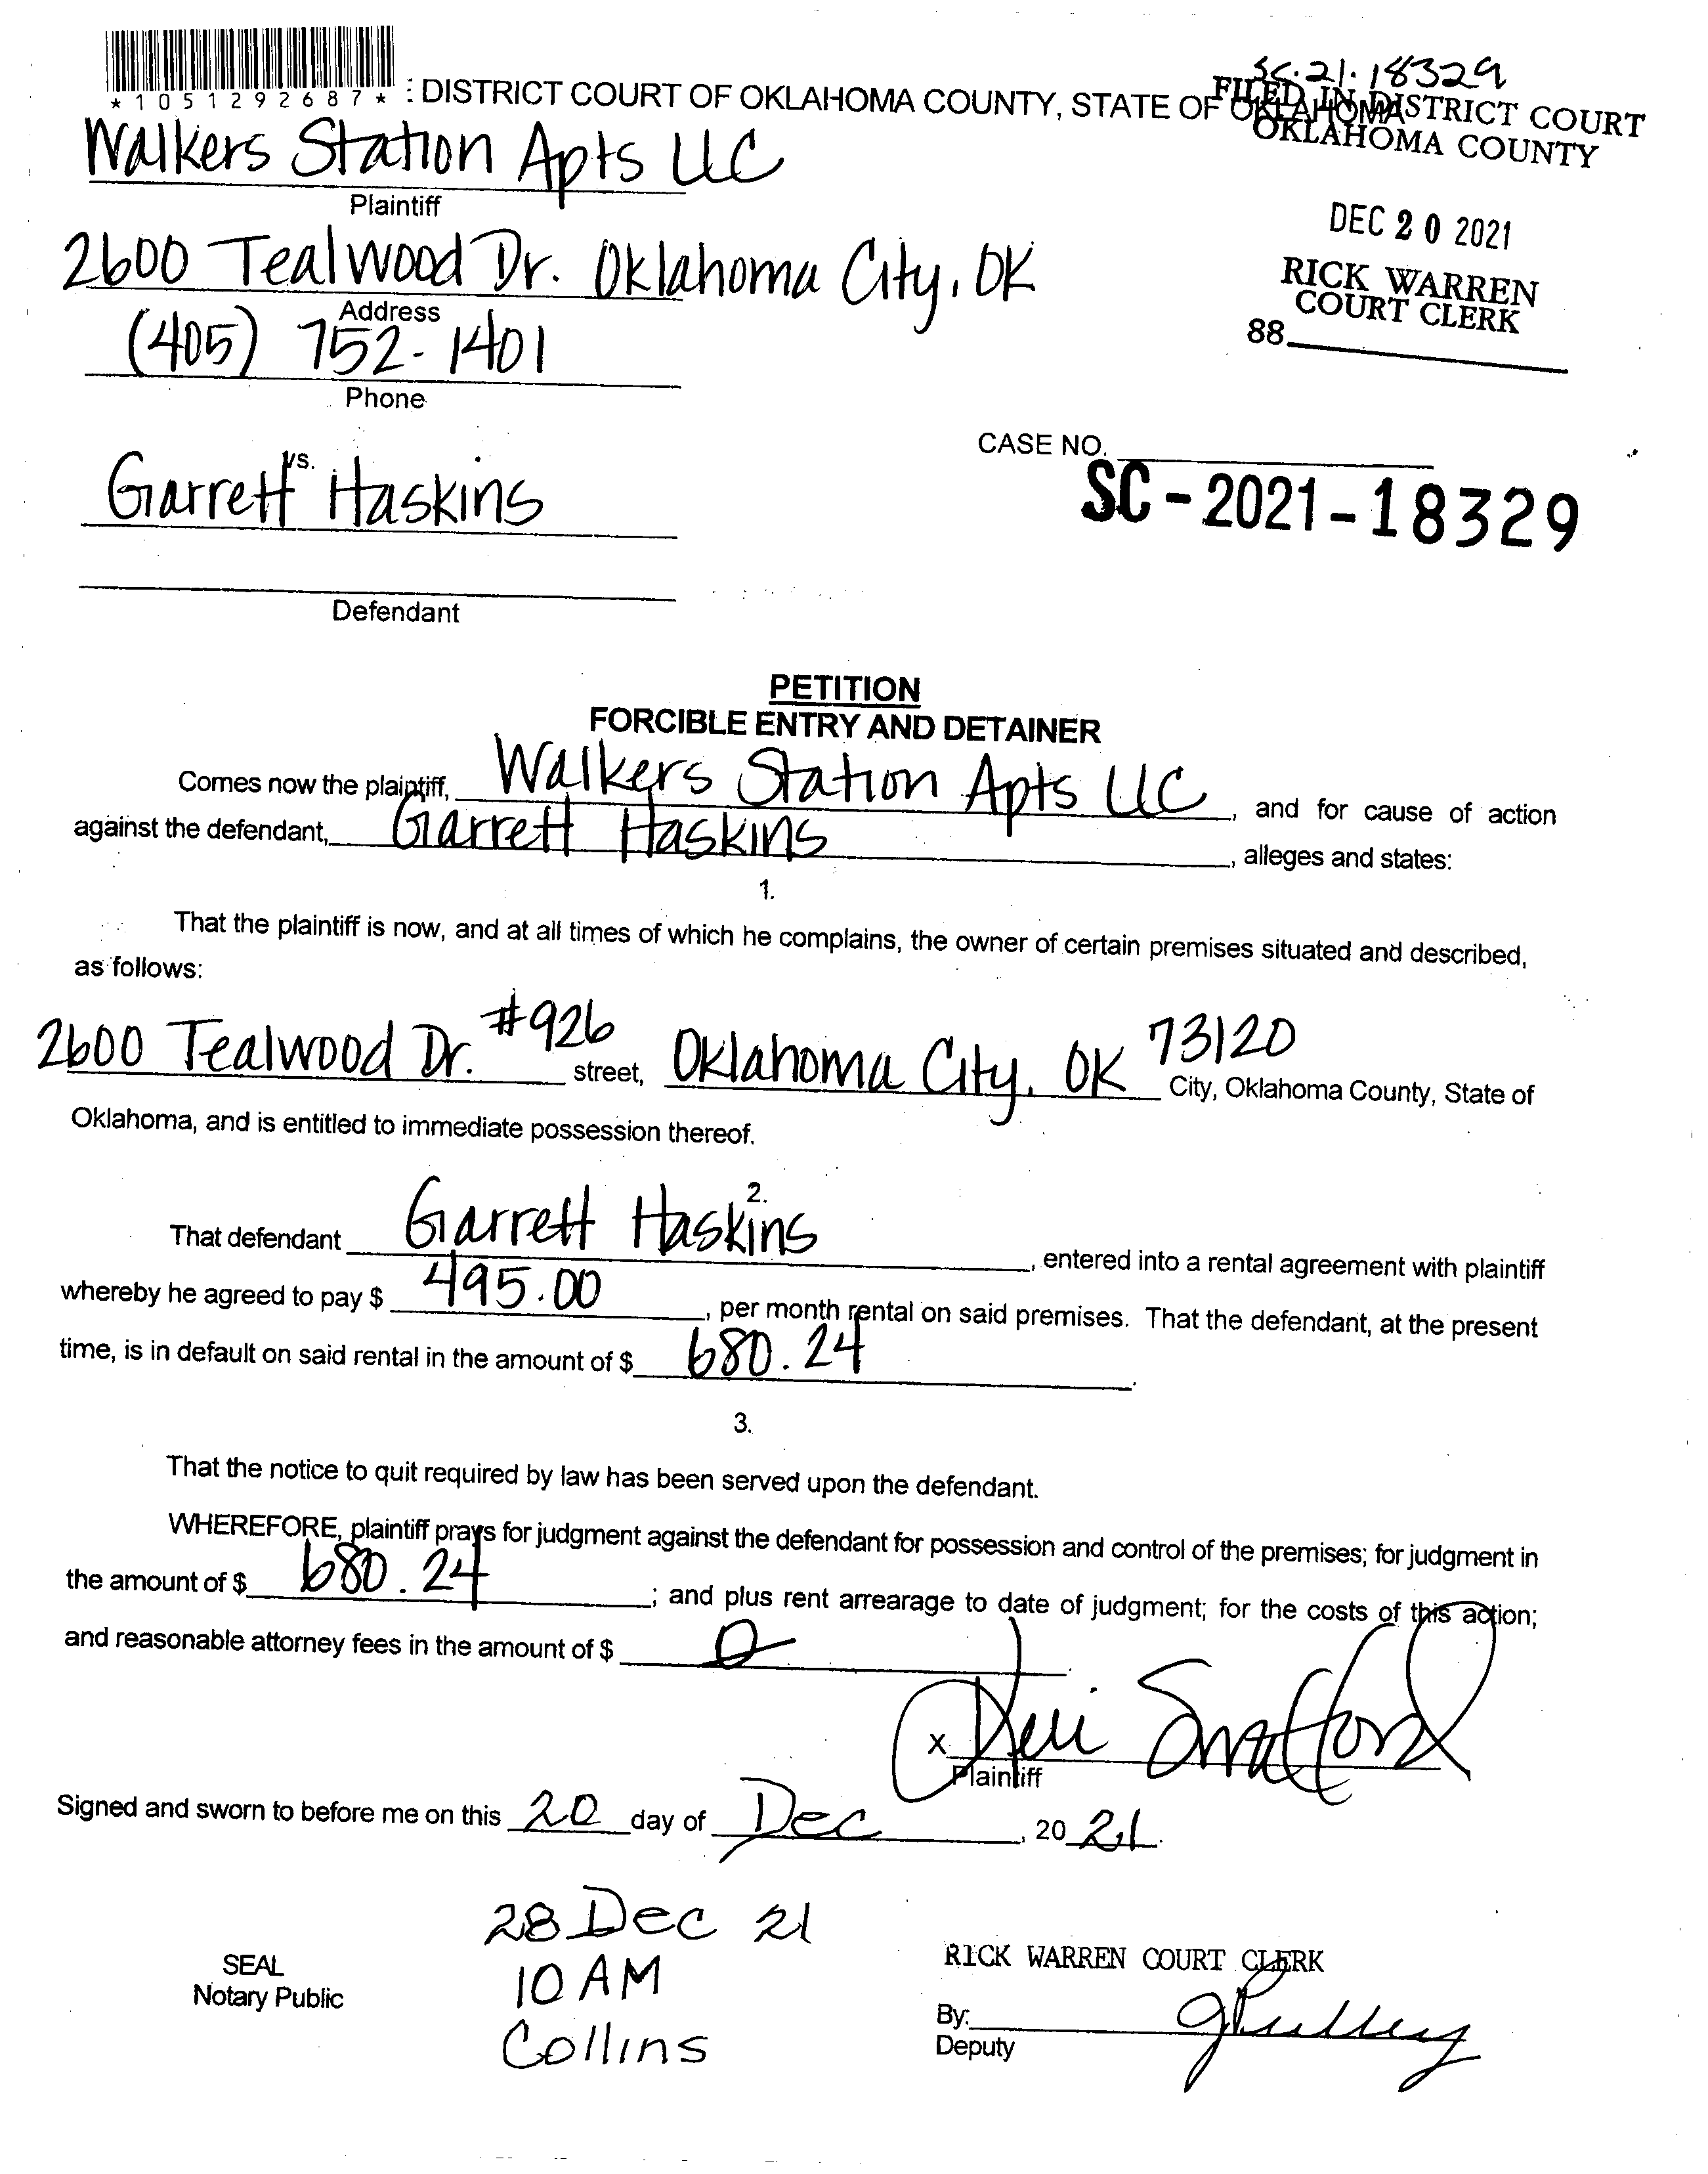 SC.21.18329
*1051292687* : DISTRICT COURT OF OKLAHOMA COUNTY, STATE OF OKLAHOMA
FILED IN DISTRICT COURT
OKLAHOMA COUNTY
Walkers Station Apts LLC
Plaintiff
DEC 20 2021
2600 Tealwood Dr. Oklahoma City, OK
Address
RICK WARREN
COURT CLERK
88
(405) 752-1401
Phone
CASE NO.
SC-2021-18329
vs.
Garrett Haskins
Defendant
PETITION
FORCIBLE ENTRY AND DETAINER
Comes now the plaintiff, Walkers Station Apts LLC, and for cause of action
against the defendant, Garrett Haskins, alleges and states:
1.
That the plaintiff is now, and at all times of which he complains, the owner of certain premises situated and described,
as follows:
2600 Tealwood Dr. #926 street, Oklahoma City, OK 73120 City, Oklahoma County, State of
Oklahoma, and is entitled to immediate possession thereof.
2.
That defendant Garrett Haskins, entered into a rental agreement with plaintiff
whereby he agreed to pay $ 495.00, per month rental on said premises. That the defendant, at the present
time, is in default on said rental in the amount of $ 680.24.
3.
That the notice to quit required by law has been served upon the defendant.
WHEREFORE, plaintiff prays for judgment against the defendant for possession and control of the premises; for judgment in
the amount of $ 680.24; and plus rent arrearage to date of judgment; for the costs of this action;
and reasonable attorney fees in the amount of $ 0
X
Plaintiff
Signed and sworn to before me on this 20 day of Dec, 20 21.
28 Dec 21
10 AM
Collins
SEAL
Notary Public
RICK WARREN COURT CLERK
By:
Deputy